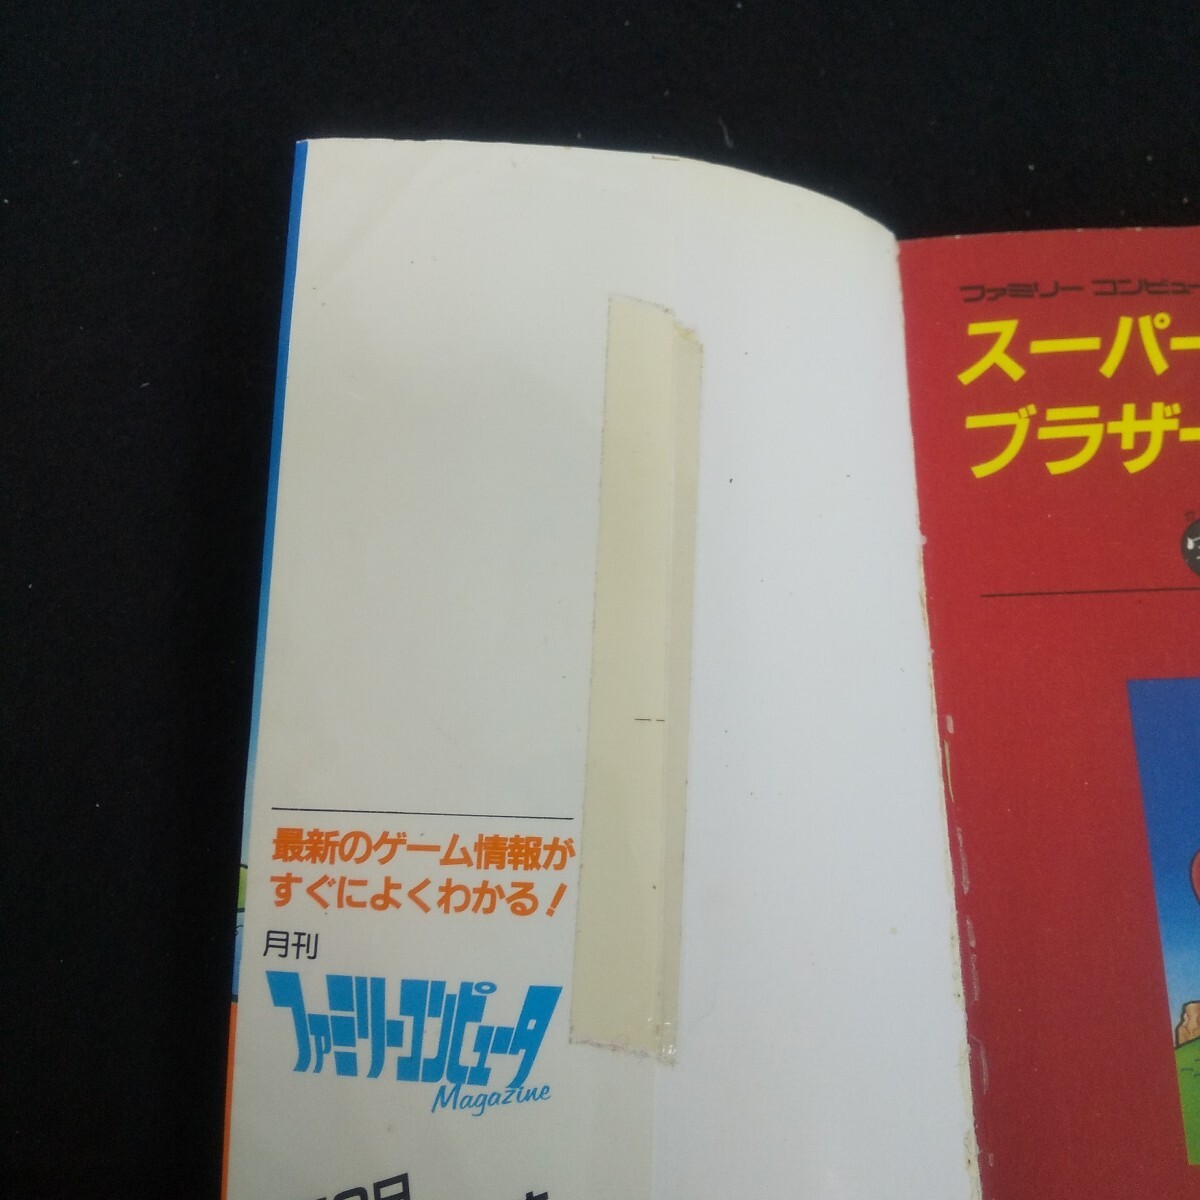 最新のゲーム情報が
すぐによくわかる!
月刊
ファミリーコンピュータ
Magazine
ファミリー コンピュー
スーパー
ブラザー